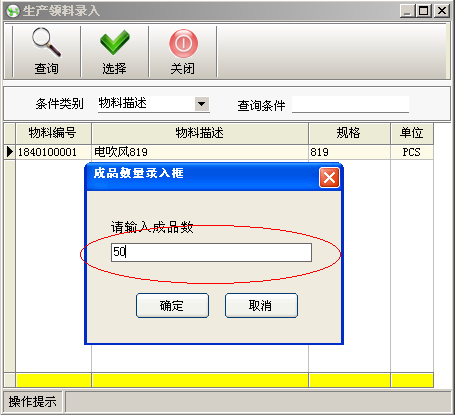 生产领料录入
查询 选择 关闭
条件类别 物料描述 查询条件
物料编号 物料描述 规格 单位
1840100001 电吹风819 819 PCS
成品数量录入框
请输入成品数
50
确定 取消
操作提示